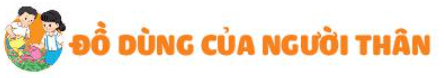 ĐỒ DÙNG CỦA NGƯỜI THÂN